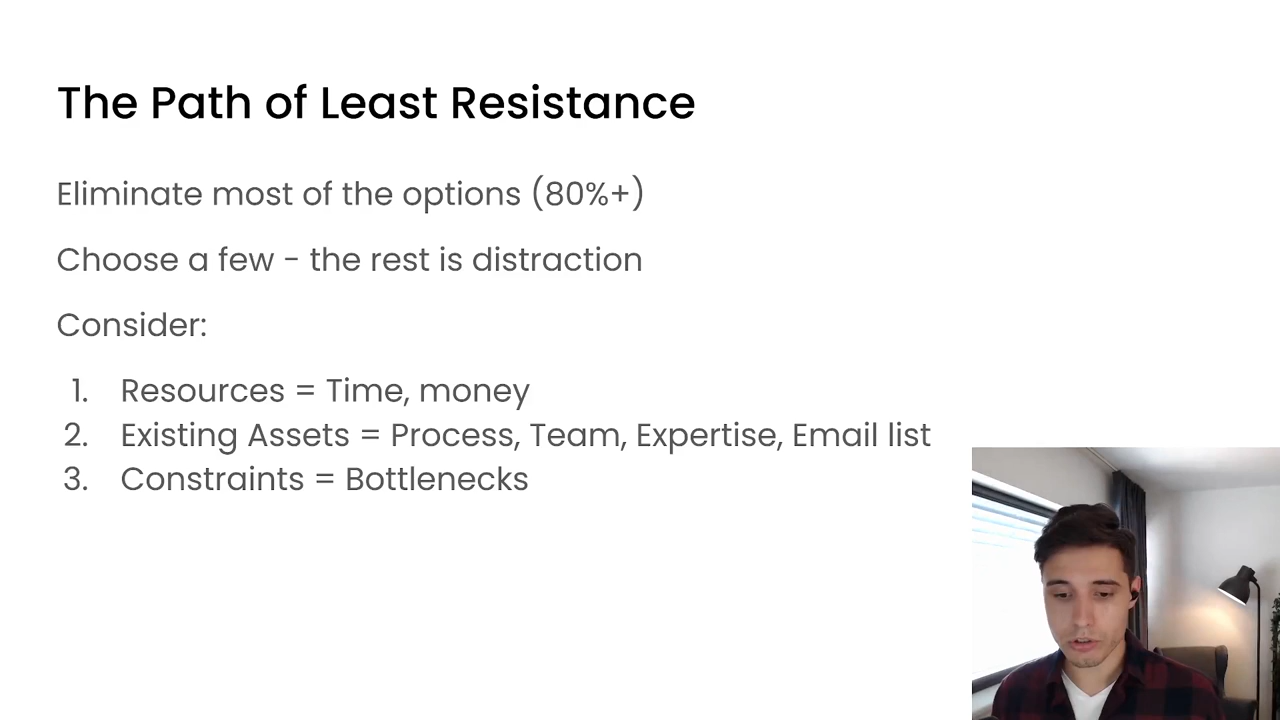 The Path of Least Resistance
Eliminate most of the options (80%+)
Choose a few - the rest is distraction
Consider:
1. Resources = Time, money
2. Existing Assets = Process, Team, Expertise, Email list
3. Constraints = Bottlenecks